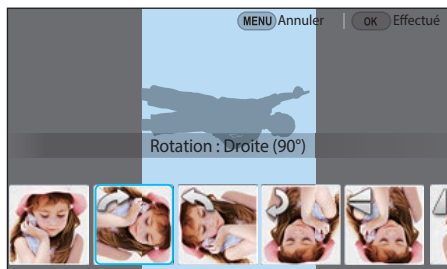 MENU Annuler | OK Effectué
Rotation : Droite (90°)